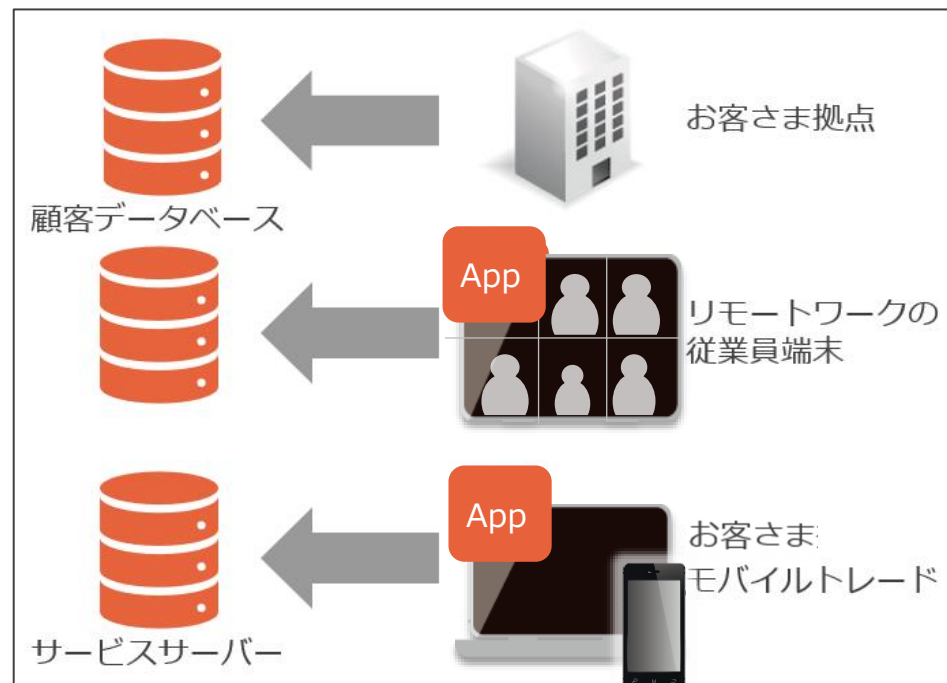 お客さま拠点
顧客データベース
App
リモートワークの
従業員端末
App
お客さま
モバイルトレード
サービスサーバー